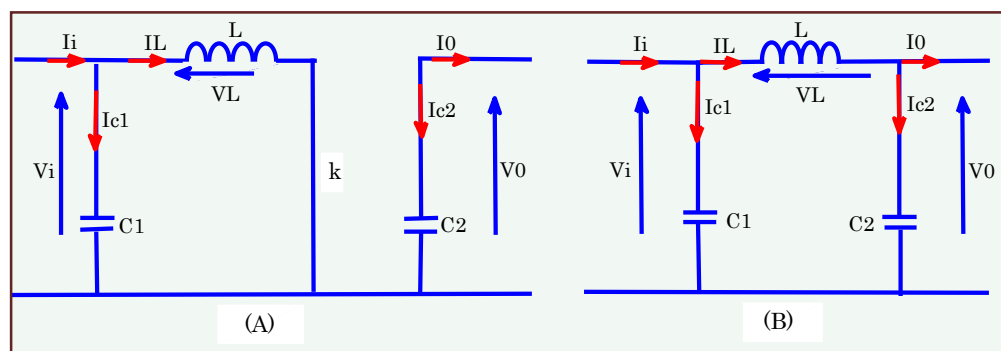 Ii IL L I0
VL
Ic1 Ic2
Vi k V0
C1 C2
(A)
Ii IL L I0
VL
Ic1 Ic2
Vi V0
C1 C2
(B)